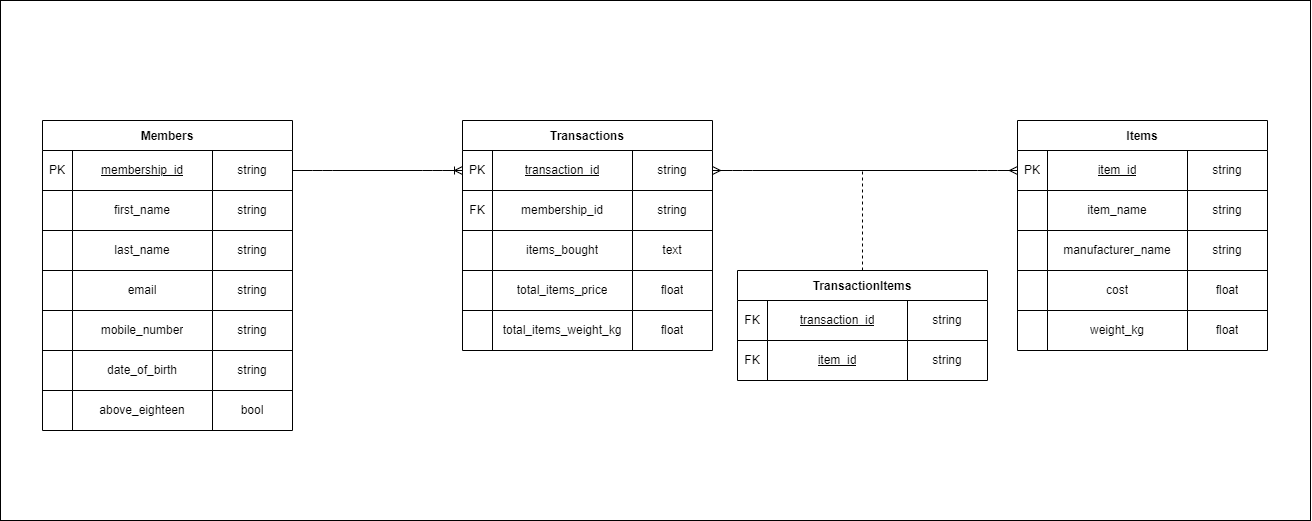 Members
PK membership_id string
first_name string
last_name string
email string
mobile_number string
date_of_birth string
above_eighteen bool
Transactions
PK transaction_id string
FK membership_id string
items_bought text
total_items_price float
total_items_weight_kg float
TransactionItems
FK transaction_id string
FK item_id string
Items
PK item_id string
item_name string
manufacturer_name string
cost float
weight_kg float